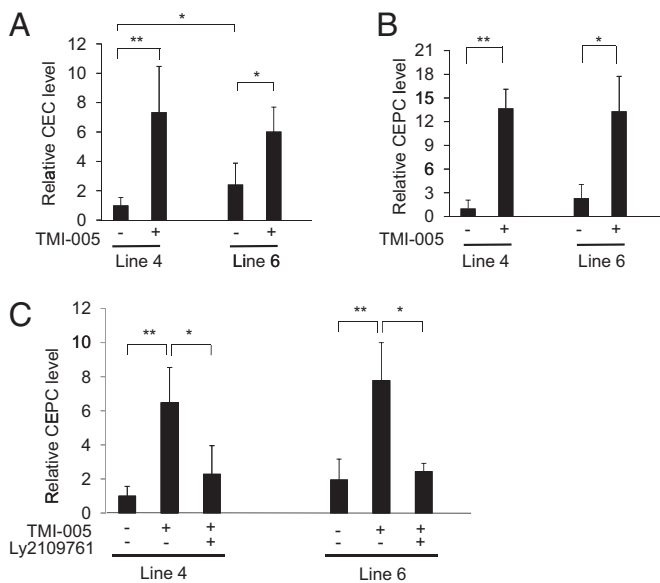 A
Relative CEC level
12
10
8
6
4
2
0
** * *
- + - +
TMI-005
Line 4 Line 6
B
Relative CEPC level
21
18
15
12
9
6
3
0
** *
- + - +
TMI-005
Line 4 Line 6
C
Relative CEPC level
12
10
8
6
4
2
0
** * ** *
TMI-005 - + + - + +
Ly2109761 - - + - - +
Line 4 Line 6